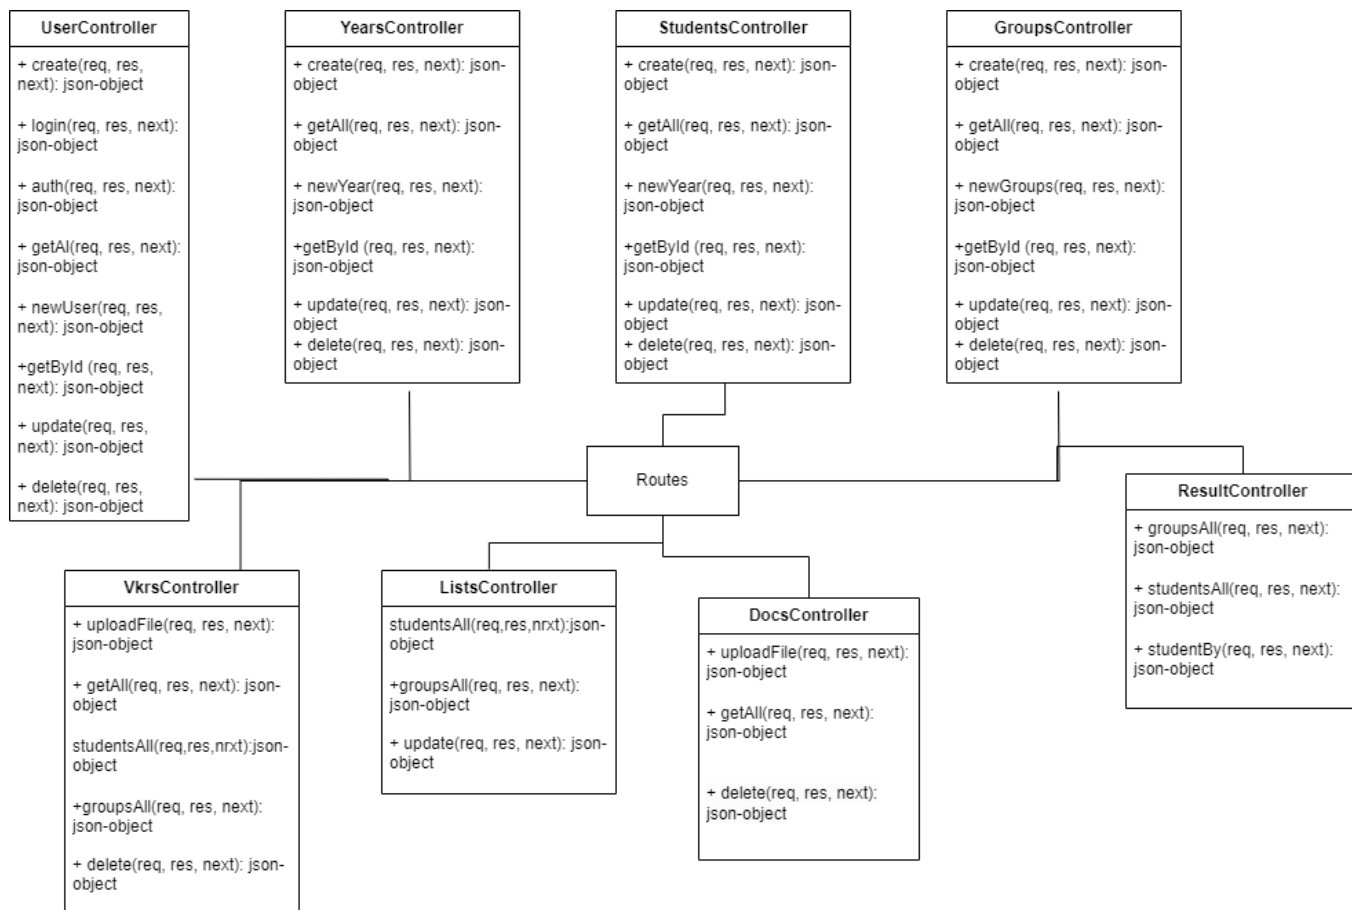 UserController
+ create(req, res,
next): json-object
+ login(req, res, next):
json-object
+ auth(req, res, next):
json-object
+ getAl(req, res, next):
json-object
+ newUser(req, res,
next): json-object
+getById (req, res,
next): json-object
+ update(req, res,
next): json-object
+ delete(req, res,
next): json-object
YearsController
+ create(req, res, next): json-
object
+ getAll(req, res, next): json-
object
+ newYear(req, res, next):
json-object
+getById (req, res, next):
json-object
+ update(req, res, next): json-
object
+ delete(req, res, next): json-
object
StudentsController
+ create(req, res, next): json-
object
+ getAll(req, res, next): json-
object
+ newYear(req, res, next):
json-object
+getById (req, res, next):
json-object
+ update(req, res, next): json-
object
+ delete(req, res, next): json-
object
GroupsController
+ create(req, res, next): json-
object
+ getAll(req, res, next): json-
object
+ newGroups(req, res, next):
json-object
+getById (req, res, next):
json-object
+ update(req, res, next): json-
object
+ delete(req, res, next): json-
object
Routes
ResultController
+ groupsAll(req, res, next):
json-object
+ studentsAll(req, res, next):
json-object
+ studentBy(req, res, next):
json-object
VkrsController
+ uploadFile(req, res, next):
json-object
+ getAll(req, res, next): json-
object
studentsAll(req,res,nrxt):json-
object
+groupsAll(req, res, next):
json-object
+ delete(req, res, next): json-
object
ListsController
studentsAll(req,res,nrxt):json-
object
+groupsAll(req, res, next):
json-object
+ update(req, res, next): json-
object
DocsController
+ uploadFile(req, res, next):
json-object
+ getAll(req, res, next):
json-object
+ delete(req, res, next):
json-object